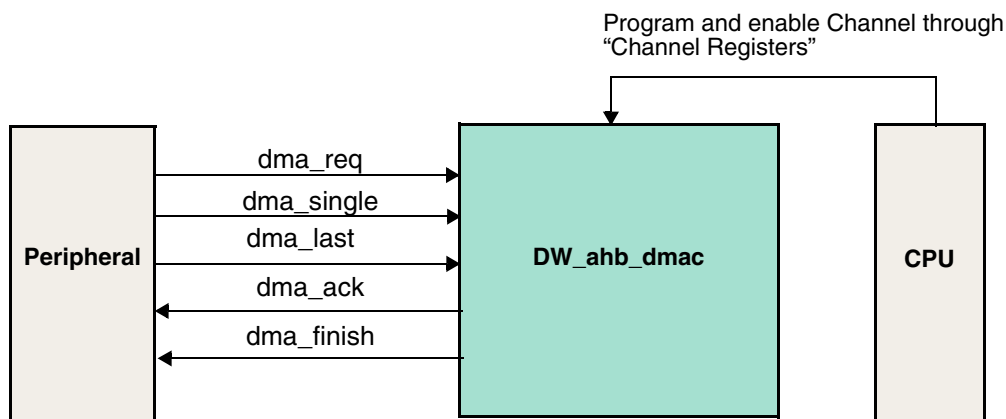 Program and enable Channel through
“Channel Registers”
dma_req
dma_single
dma_last
dma_ack
dma_finish
Peripheral
DW_ahb_dmac
CPU